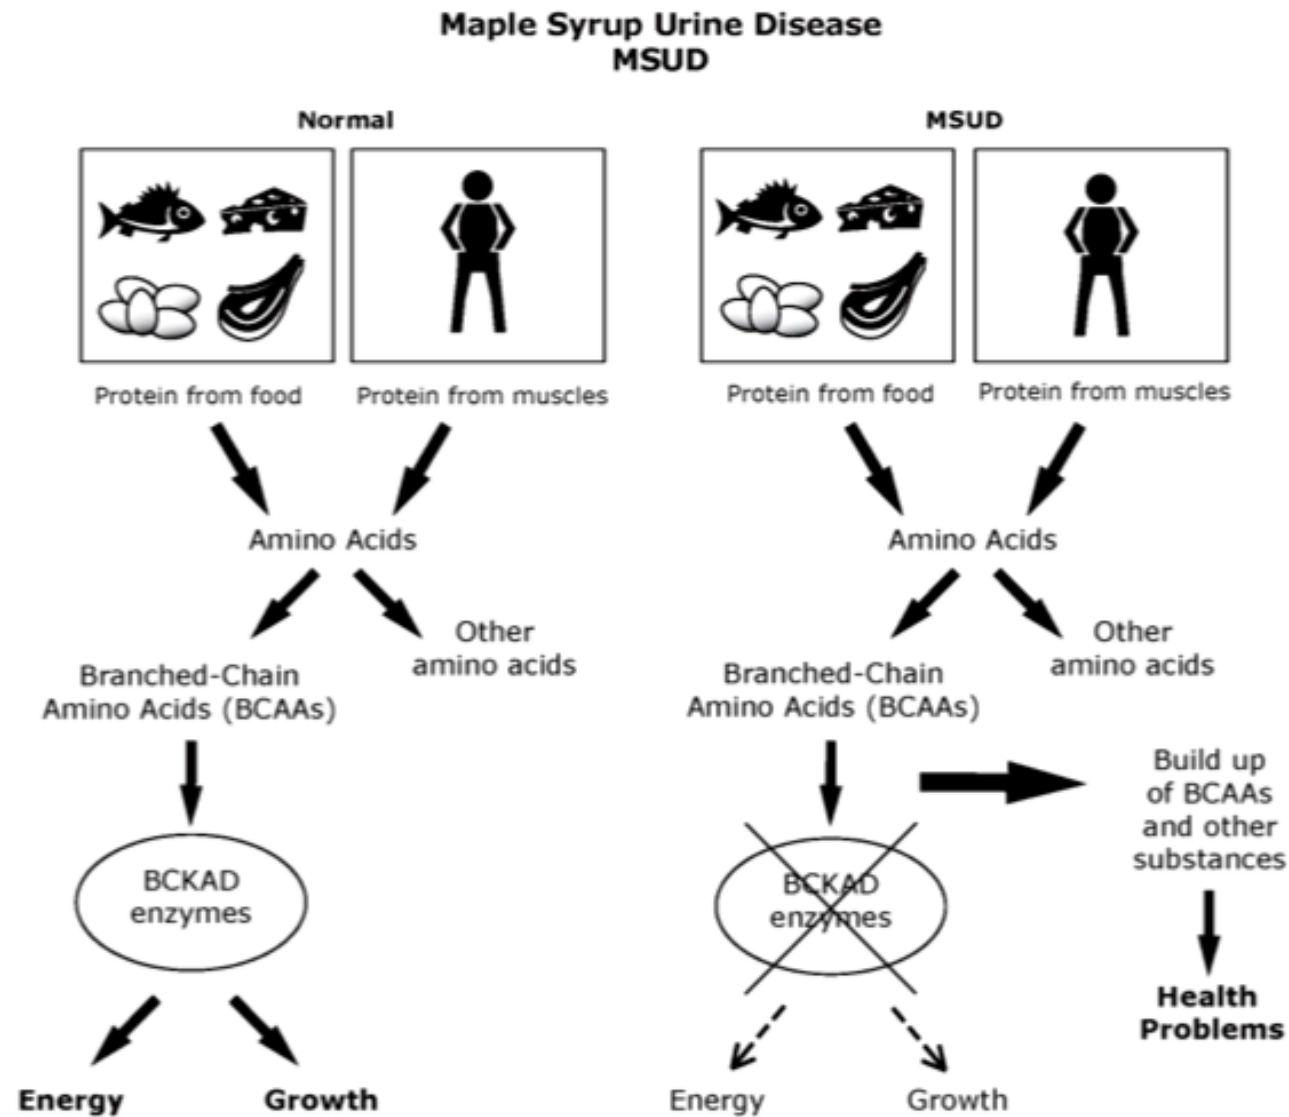 Maple Syrup Urine Disease
MSUD
Normal
Protein from food
Protein from muscles
Amino Acids
Other
amino acids
Branched-Chain
Amino Acids (BCAAs)
BCKAD
enzymes
Energy
Growth
MSUD
Protein from food
Protein from muscles
Amino Acids
Other
amino acids
Branched-Chain
Amino Acids (BCAAs)
Build up
of BCAAs
and other
substances
BCKAD
enzymes
Health
Problems
Energy
Growth